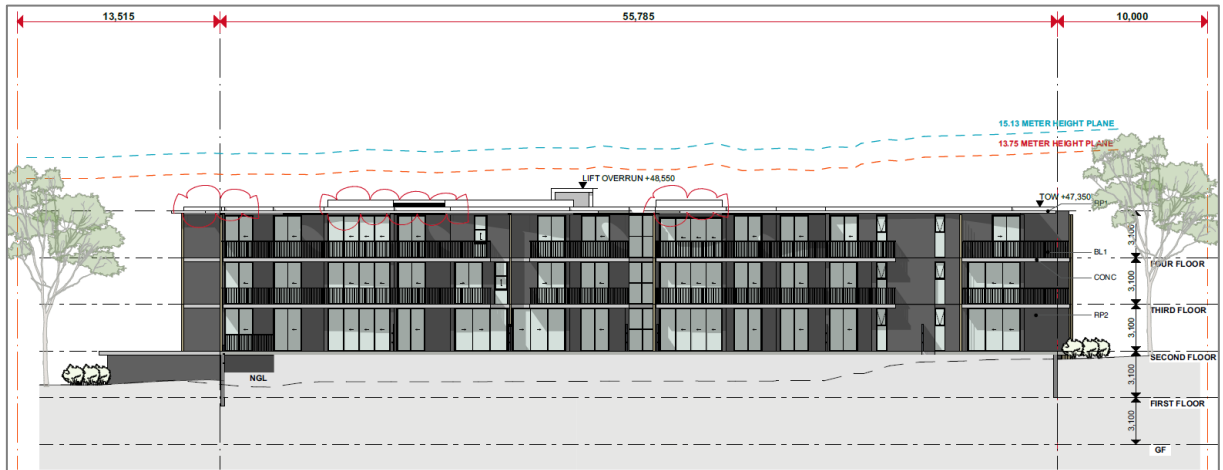 13,515
55,785
10,000
15.13 METER HEIGHT PLANE
13.75 METER HEIGHT PLANE
LIFT OVERRUN +48,550
TOW +47,350
RP1
3,100
BL1
FOUR FLOOR
CONC
3,100
THIRD FLOOR
RP2
3,100
SECOND FLOOR
NGL
3,100
FIRST FLOOR
3,100
GF